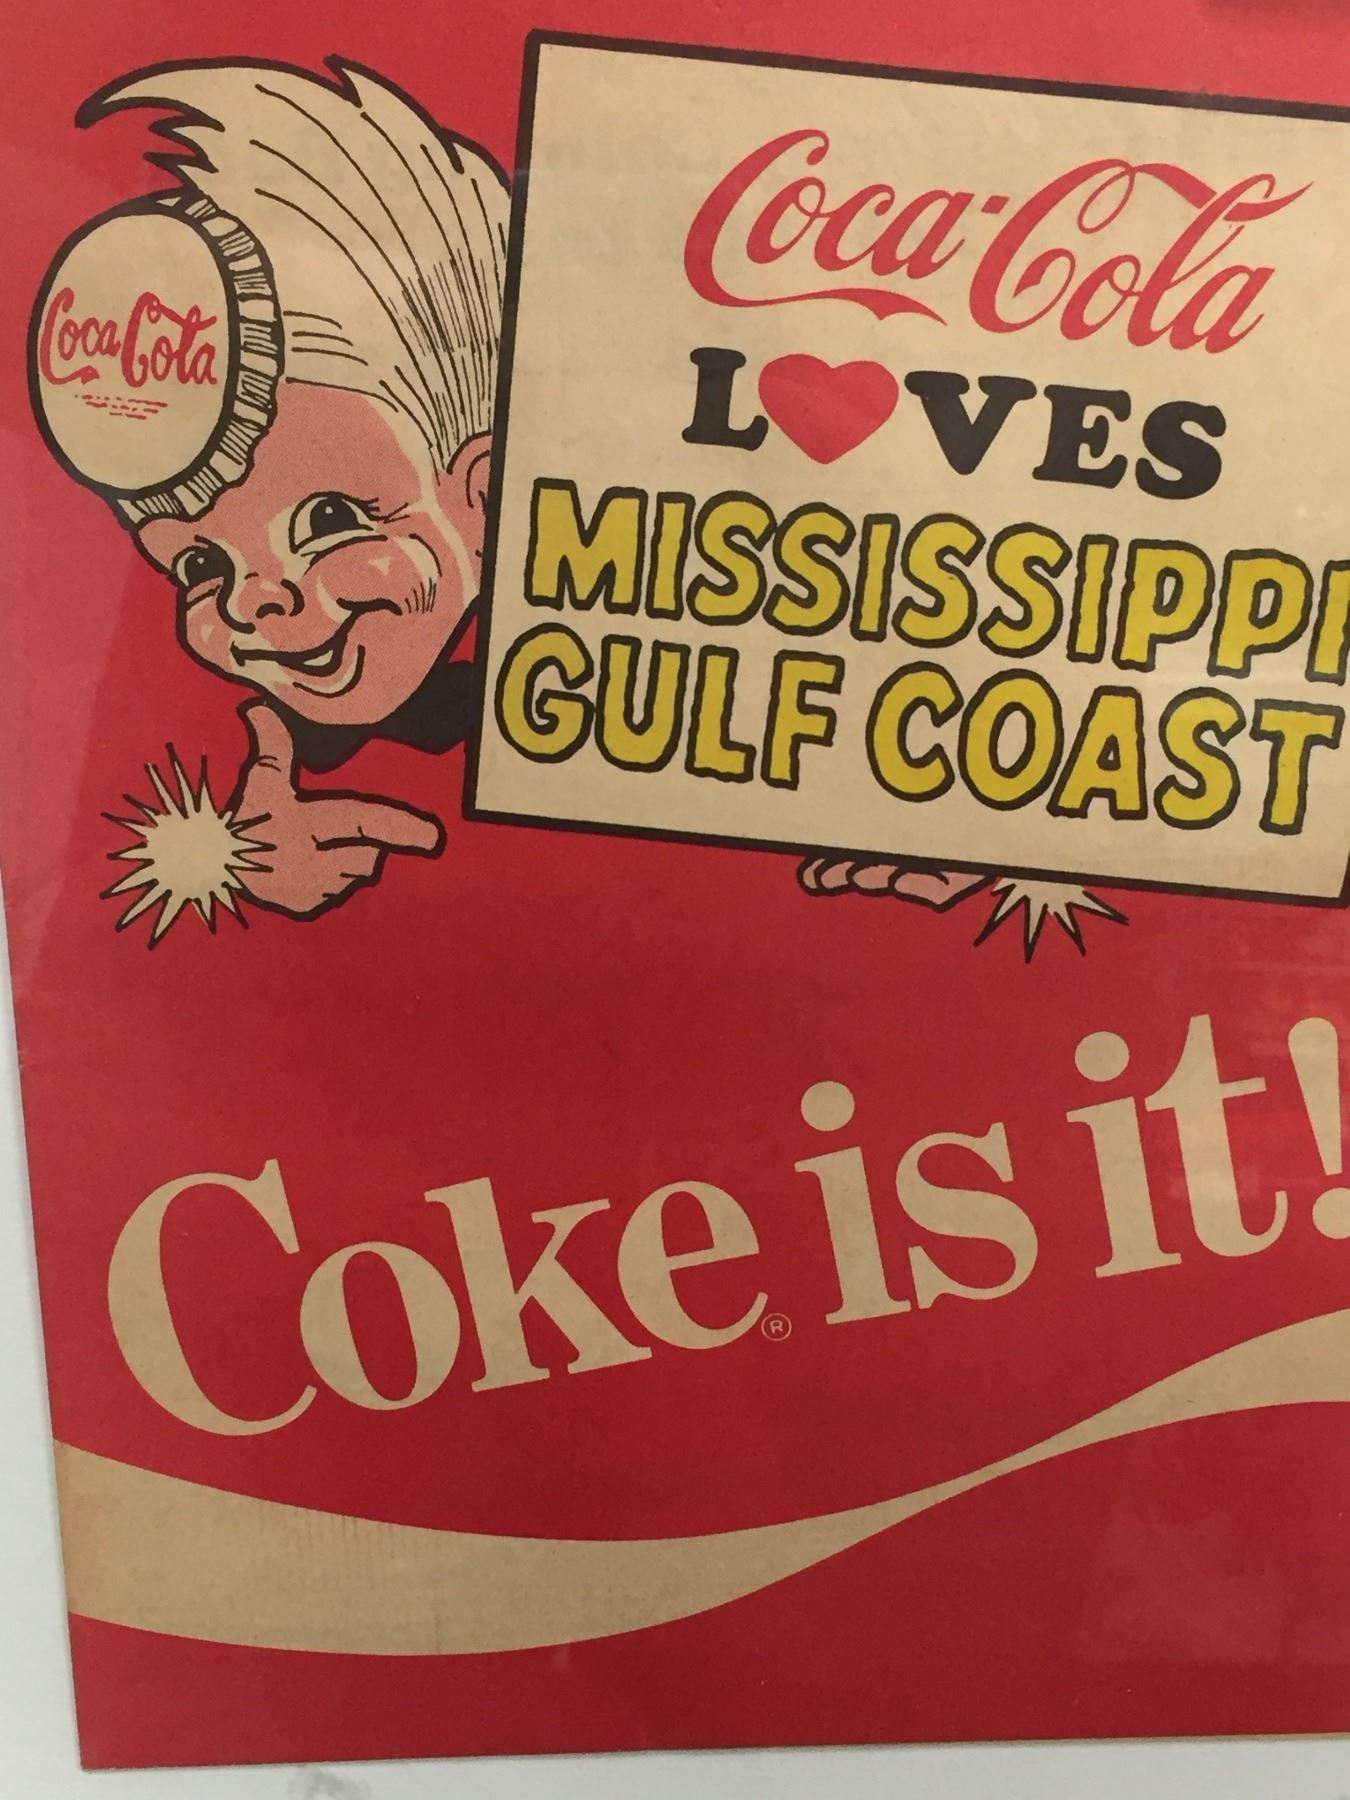 Coca-Cola
Coca-Cola
LOVES
MISSISSIPPI
GULF COAST
Coke® is it!